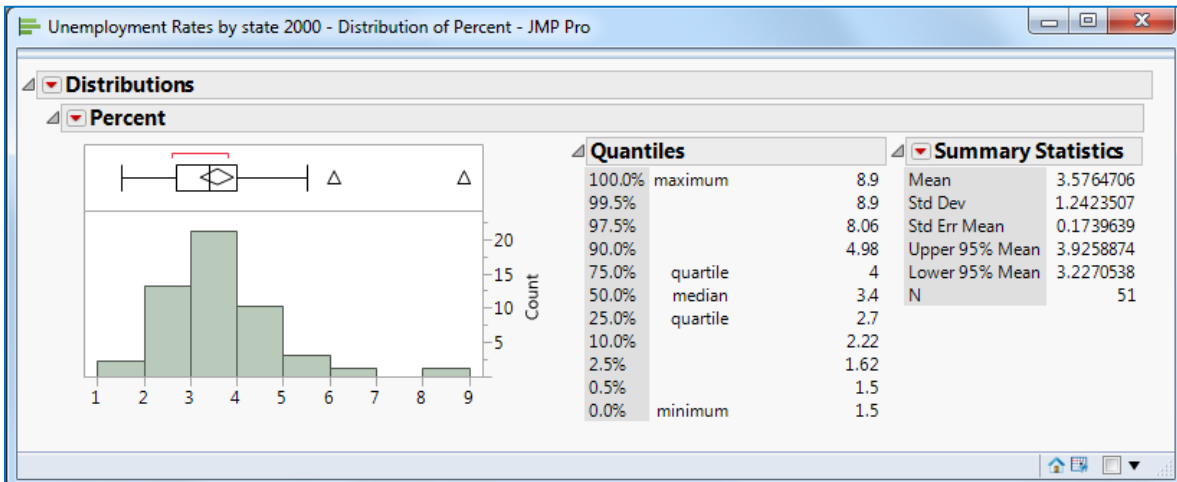 Unemployment Rates by state 2000 - Distribution of Percent - JMP Pro
Distributions
Percent
20
15
10
5
Count
1 2 3 4 5 6 7 8 9
Quantiles
100.0% maximum 8.9
99.5% 8.9
97.5% 8.06
90.0% 4.98
75.0% quartile 4
50.0% median 3.4
25.0% quartile 2.7
10.0% 2.22
2.5% 1.62
0.5% 1.5
0.0% minimum 1.5
Summary Statistics
Mean 3.5764706
Std Dev 1.2423507
Std Err Mean 0.1739639
Upper 95% Mean 3.9258874
Lower 95% Mean 3.2270538
N 51